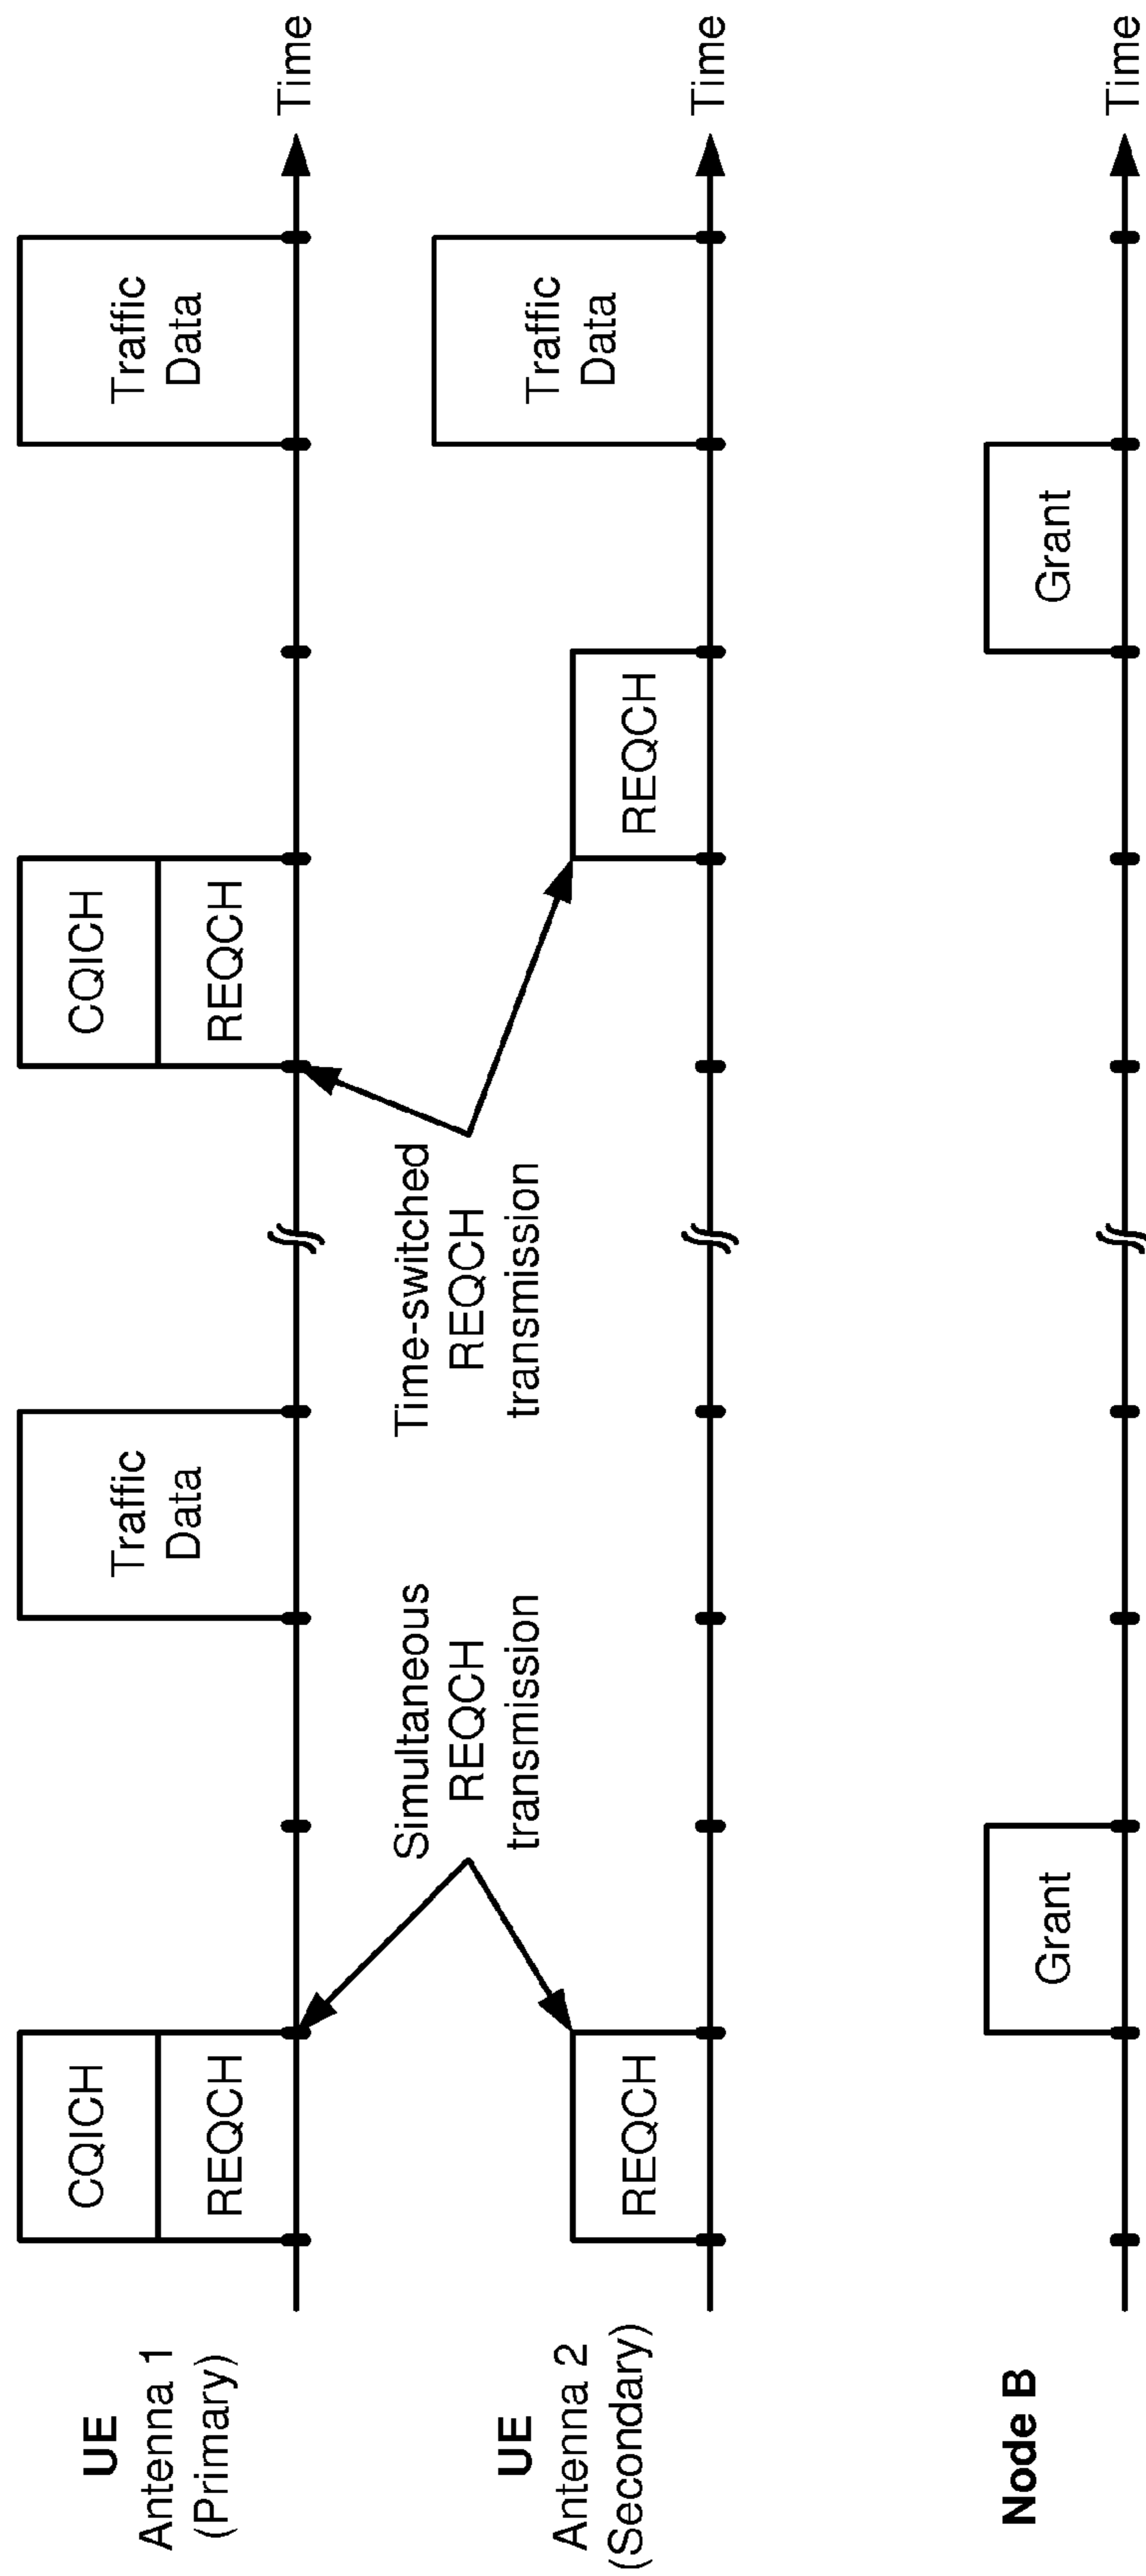 UE
Antenna 1
(Primary)
CQICH
REQCH
Traffic
Data
CQICH
REQCH
Traffic
Data
Time
Simultaneous
REQCH
transmission
Time-switched
REQCH
transmission
UE
Antenna 2
(Secondary)
REQCH
REQCH
Traffic
Data
Time
Node B
Grant
Grant
Time